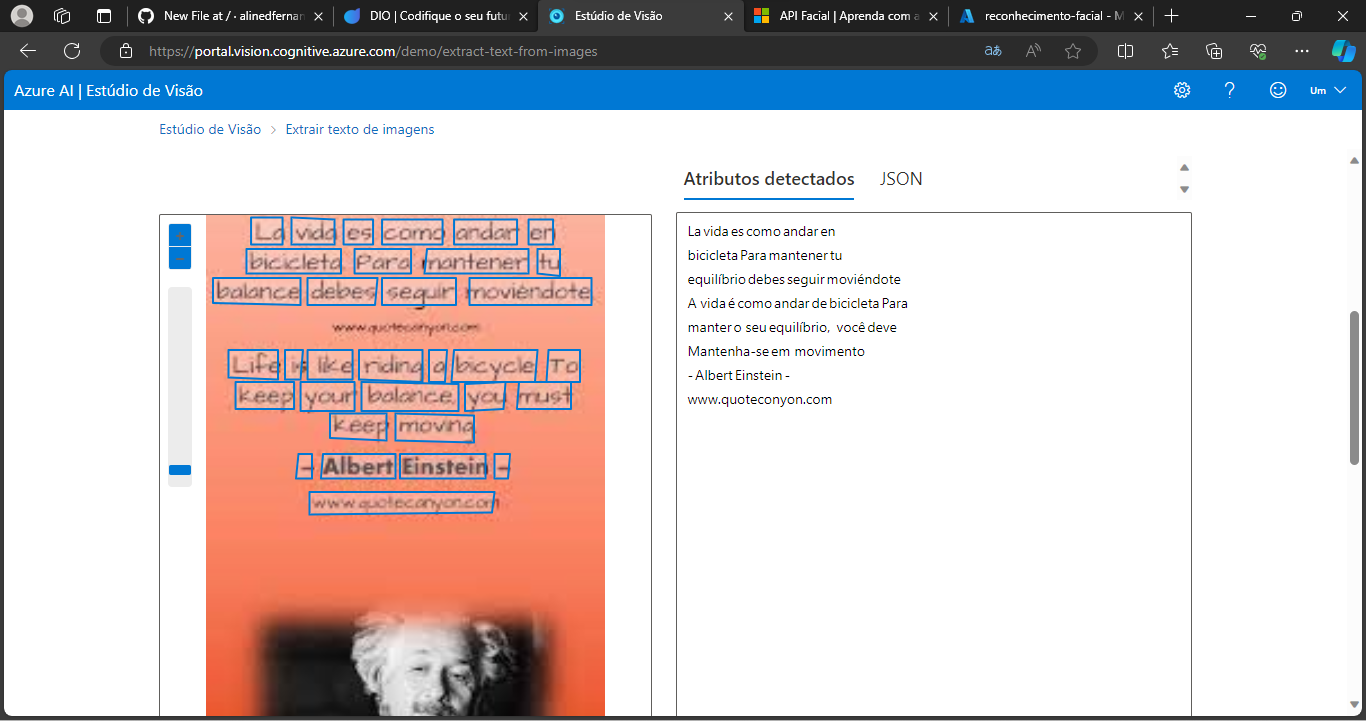 New File at / · alinedfernan
DIO | Codifique o seu futu
Estúdio de Visão
API Facial | Aprenda com a
reconhecimento-facial - M
https://portal.vision.cognitive.azure.com/demo/extract-text-from-images
Azure AI | Estúdio de Visão
Um
Estúdio de Visão > Extrair texto de imagens
La vida es como andar en
bicicleta. Para mantener tu
balance debes seguir moviéndote
www.quotecanyon.com
Life is like riding a bicycle. To
keep your balance, you must
keep moving
- Albert Einstein -
www.quotecanyon.com
Atributos detectados
JSON
La vida es como andar en
bicicleta Para mantener tu
equilíbrio debes seguir moviéndote
A vida é como andar de bicicleta Para
manter o seu equilíbrio, você deve
Mantenha-se em movimento
- Albert Einstein -
www.quoteconyon.com